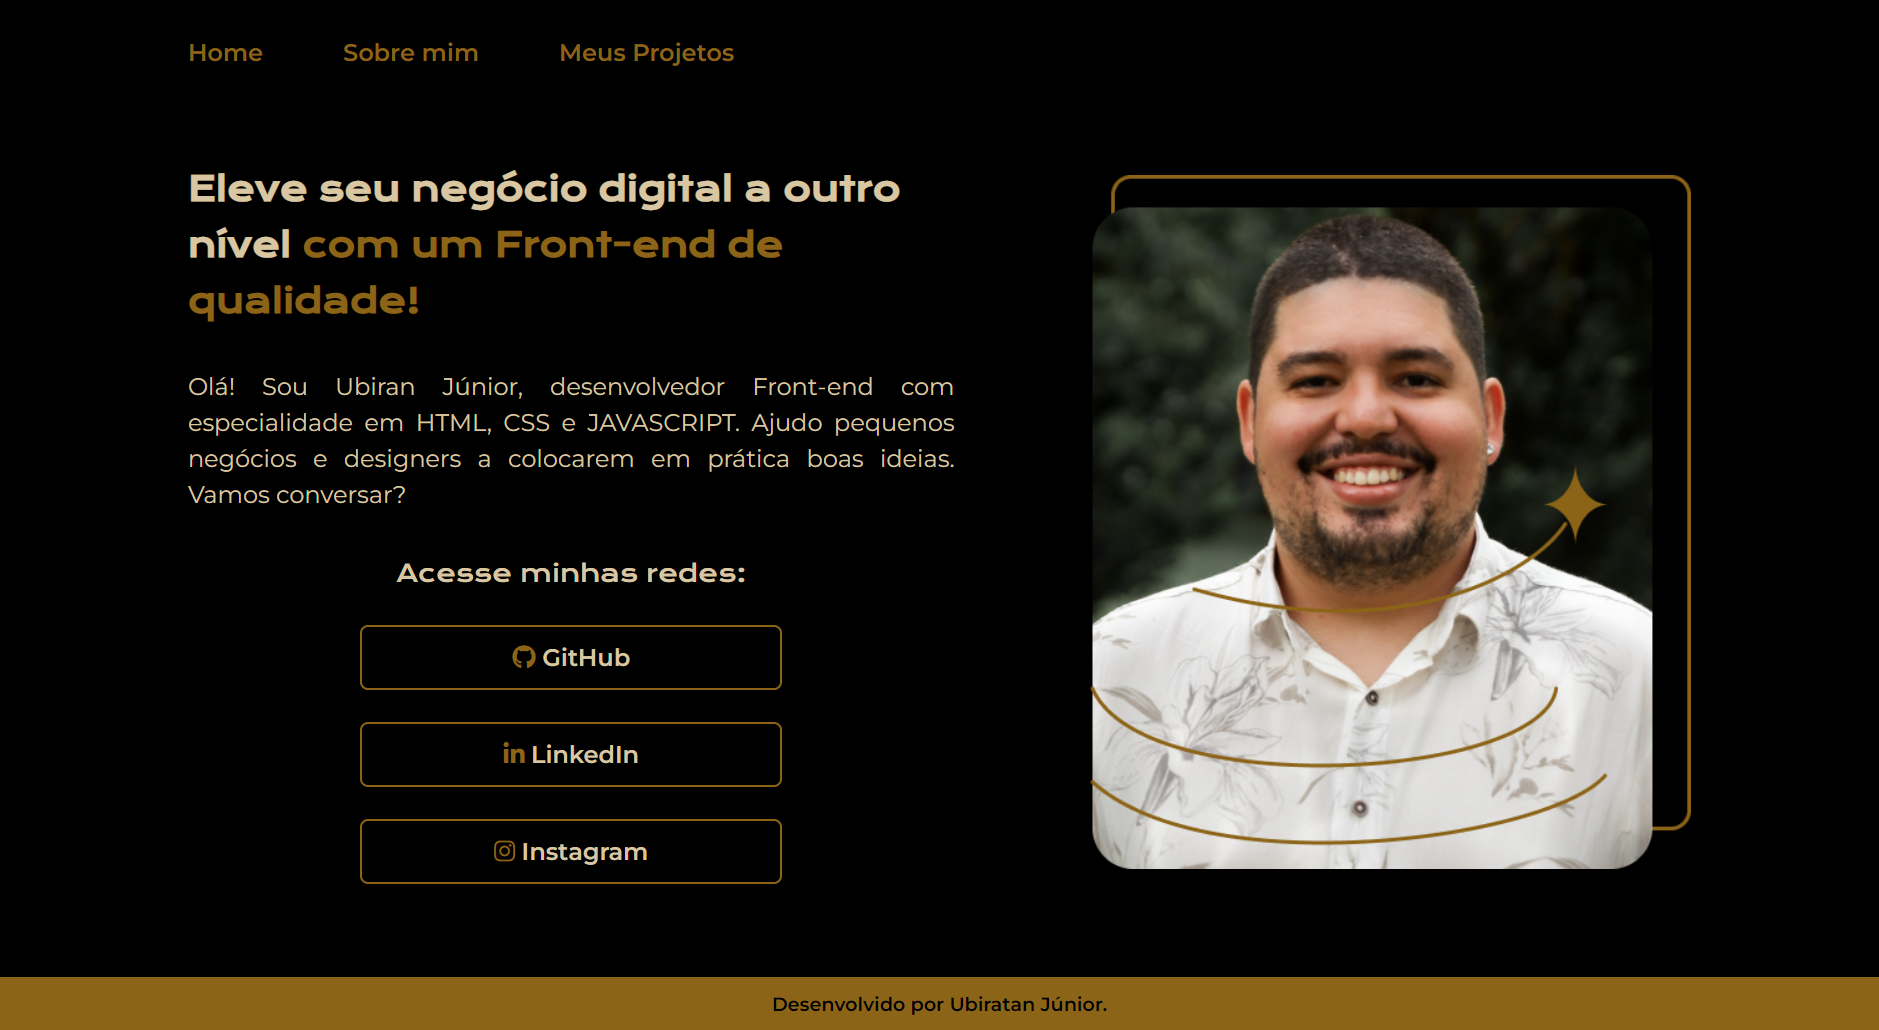 Home
Sobre mim
Meus Projetos
Eleve seu negócio digital a outro
nível com um Front-end de
qualidade!
Olá! Sou Ubiran Júnior, desenvolvedor Front-end com
especialidade em HTML, CSS e JAVASCRIPT. Ajudo pequenos
negócios e designers a colocarem em prática boas ideias.
Vamos conversar?
Acesse minhas redes:
GitHub
in LinkedIn
Instagram
Desenvolvido por Ubiratan Júnior.